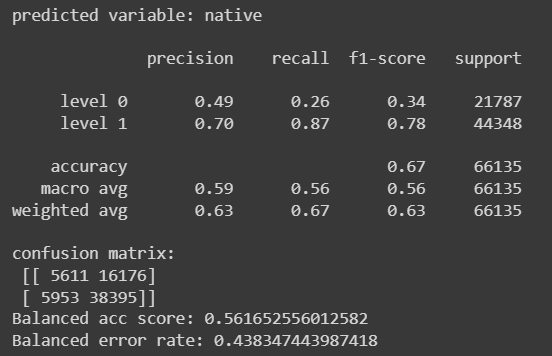 predicted variable: native
precision recall f1-score support
level 0 0.49 0.26 0.34 21787
level 1 0.70 0.87 0.78 44348
accuracy 0.67 66135
macro avg 0.59 0.56 0.56 66135
weighted avg 0.63 0.67 0.63 66135
confusion matrix:
[[ 5611 16176]
[ 5953 38395]]
Balanced acc score: 0.561652556012582
Balanced error rate: 0.438347443987418